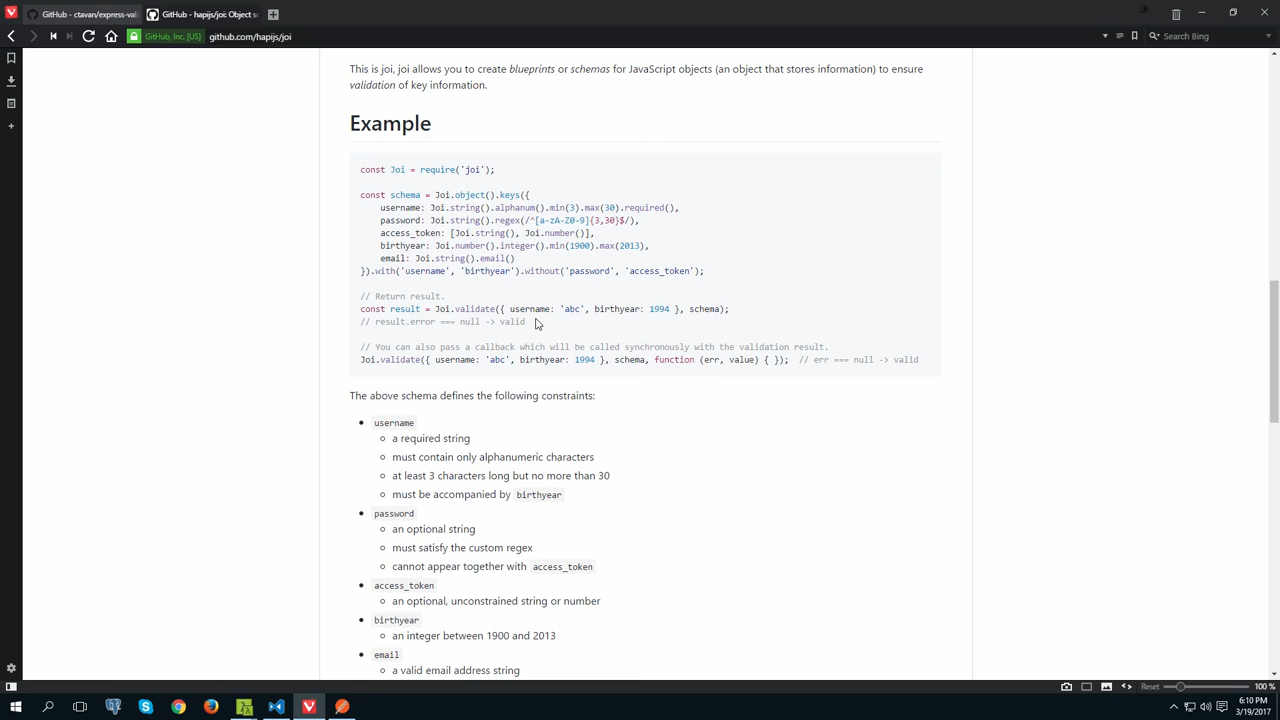 GitHub - ctavan/express-vali
GitHub - hapijs/joi: Object sc
GitHub, Inc. [US]
github.com/hapijs/joi
Search Bing
This is joi, joi allows you to create blueprints or schemas for JavaScript objects (an object that stores information) to ensure
validation of key information.
Example
const Joi = require('joi');
const schema = Joi.object().keys({
username: Joi.string().alphanum().min(3).max(30).required(),
password: Joi.string().regex(/^[a-zA-Z0-9]{3,30}$/),
access_token: [Joi.string(), Joi.number()],
birthyear: Joi.number().integer().min(1900).max(2013),
email: Joi.string().email()
}).with('username', 'birthyear').without('password', 'access_token');
// Return result.
const result = Joi.validate({ username: 'abc', birthyear: 1994 }, schema);
// result.error === null -> valid
// You can also pass a callback which will be called synchronously with the validation result.
Joi.validate({ username: 'abc', birthyear: 1994 }, schema, function (err, value) { });  // err === null -> valid
The above schema defines the following constraints:
username
a required string
must contain only alphanumeric characters
at least 3 characters long but no more than 30
must be accompanied by birthyear
password
an optional string
must satisfy the custom regex
cannot appear together with access_token
access_token
an optional, unconstrained string or number
birthyear
an integer between 1900 and 2013
email
a valid email address string
Reset
100 %
6:10 PM
3/19/2017